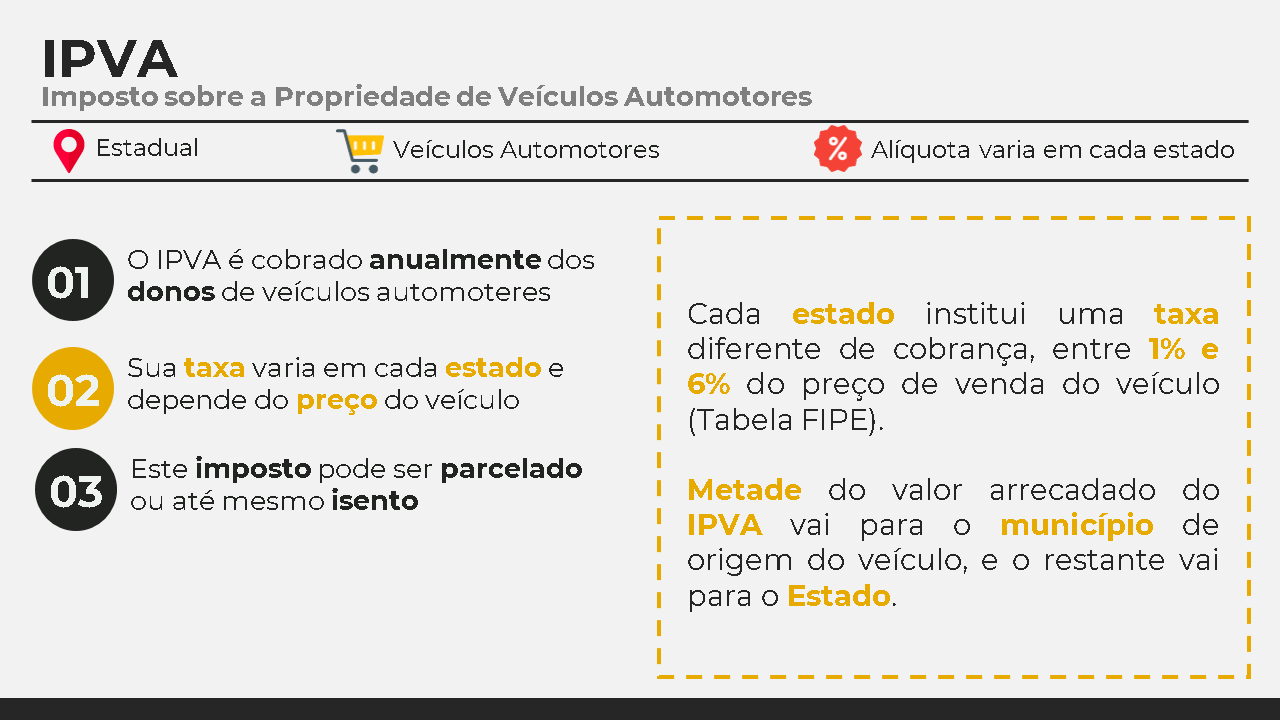 IPVA
Imposto sobre a Propriedade de Veículos Automotores
Estadual
Veículos Automotores
%
Alíquota varia em cada estado
01
O IPVA é cobrado anualmente dos
donos de veículos automoteres
02
Sua taxa varia em cada estado e
depende do preço do veículo
03
Este imposto pode ser parcelado
ou até mesmo isento
Cada estado institui uma taxa
diferente de cobrança, entre 1% e
6% do preço de venda do veículo
(Tabela FIPE).
Metade do valor arrecadado do
IPVA vai para o município de
origem do veículo, e o restante vai
para o Estado.